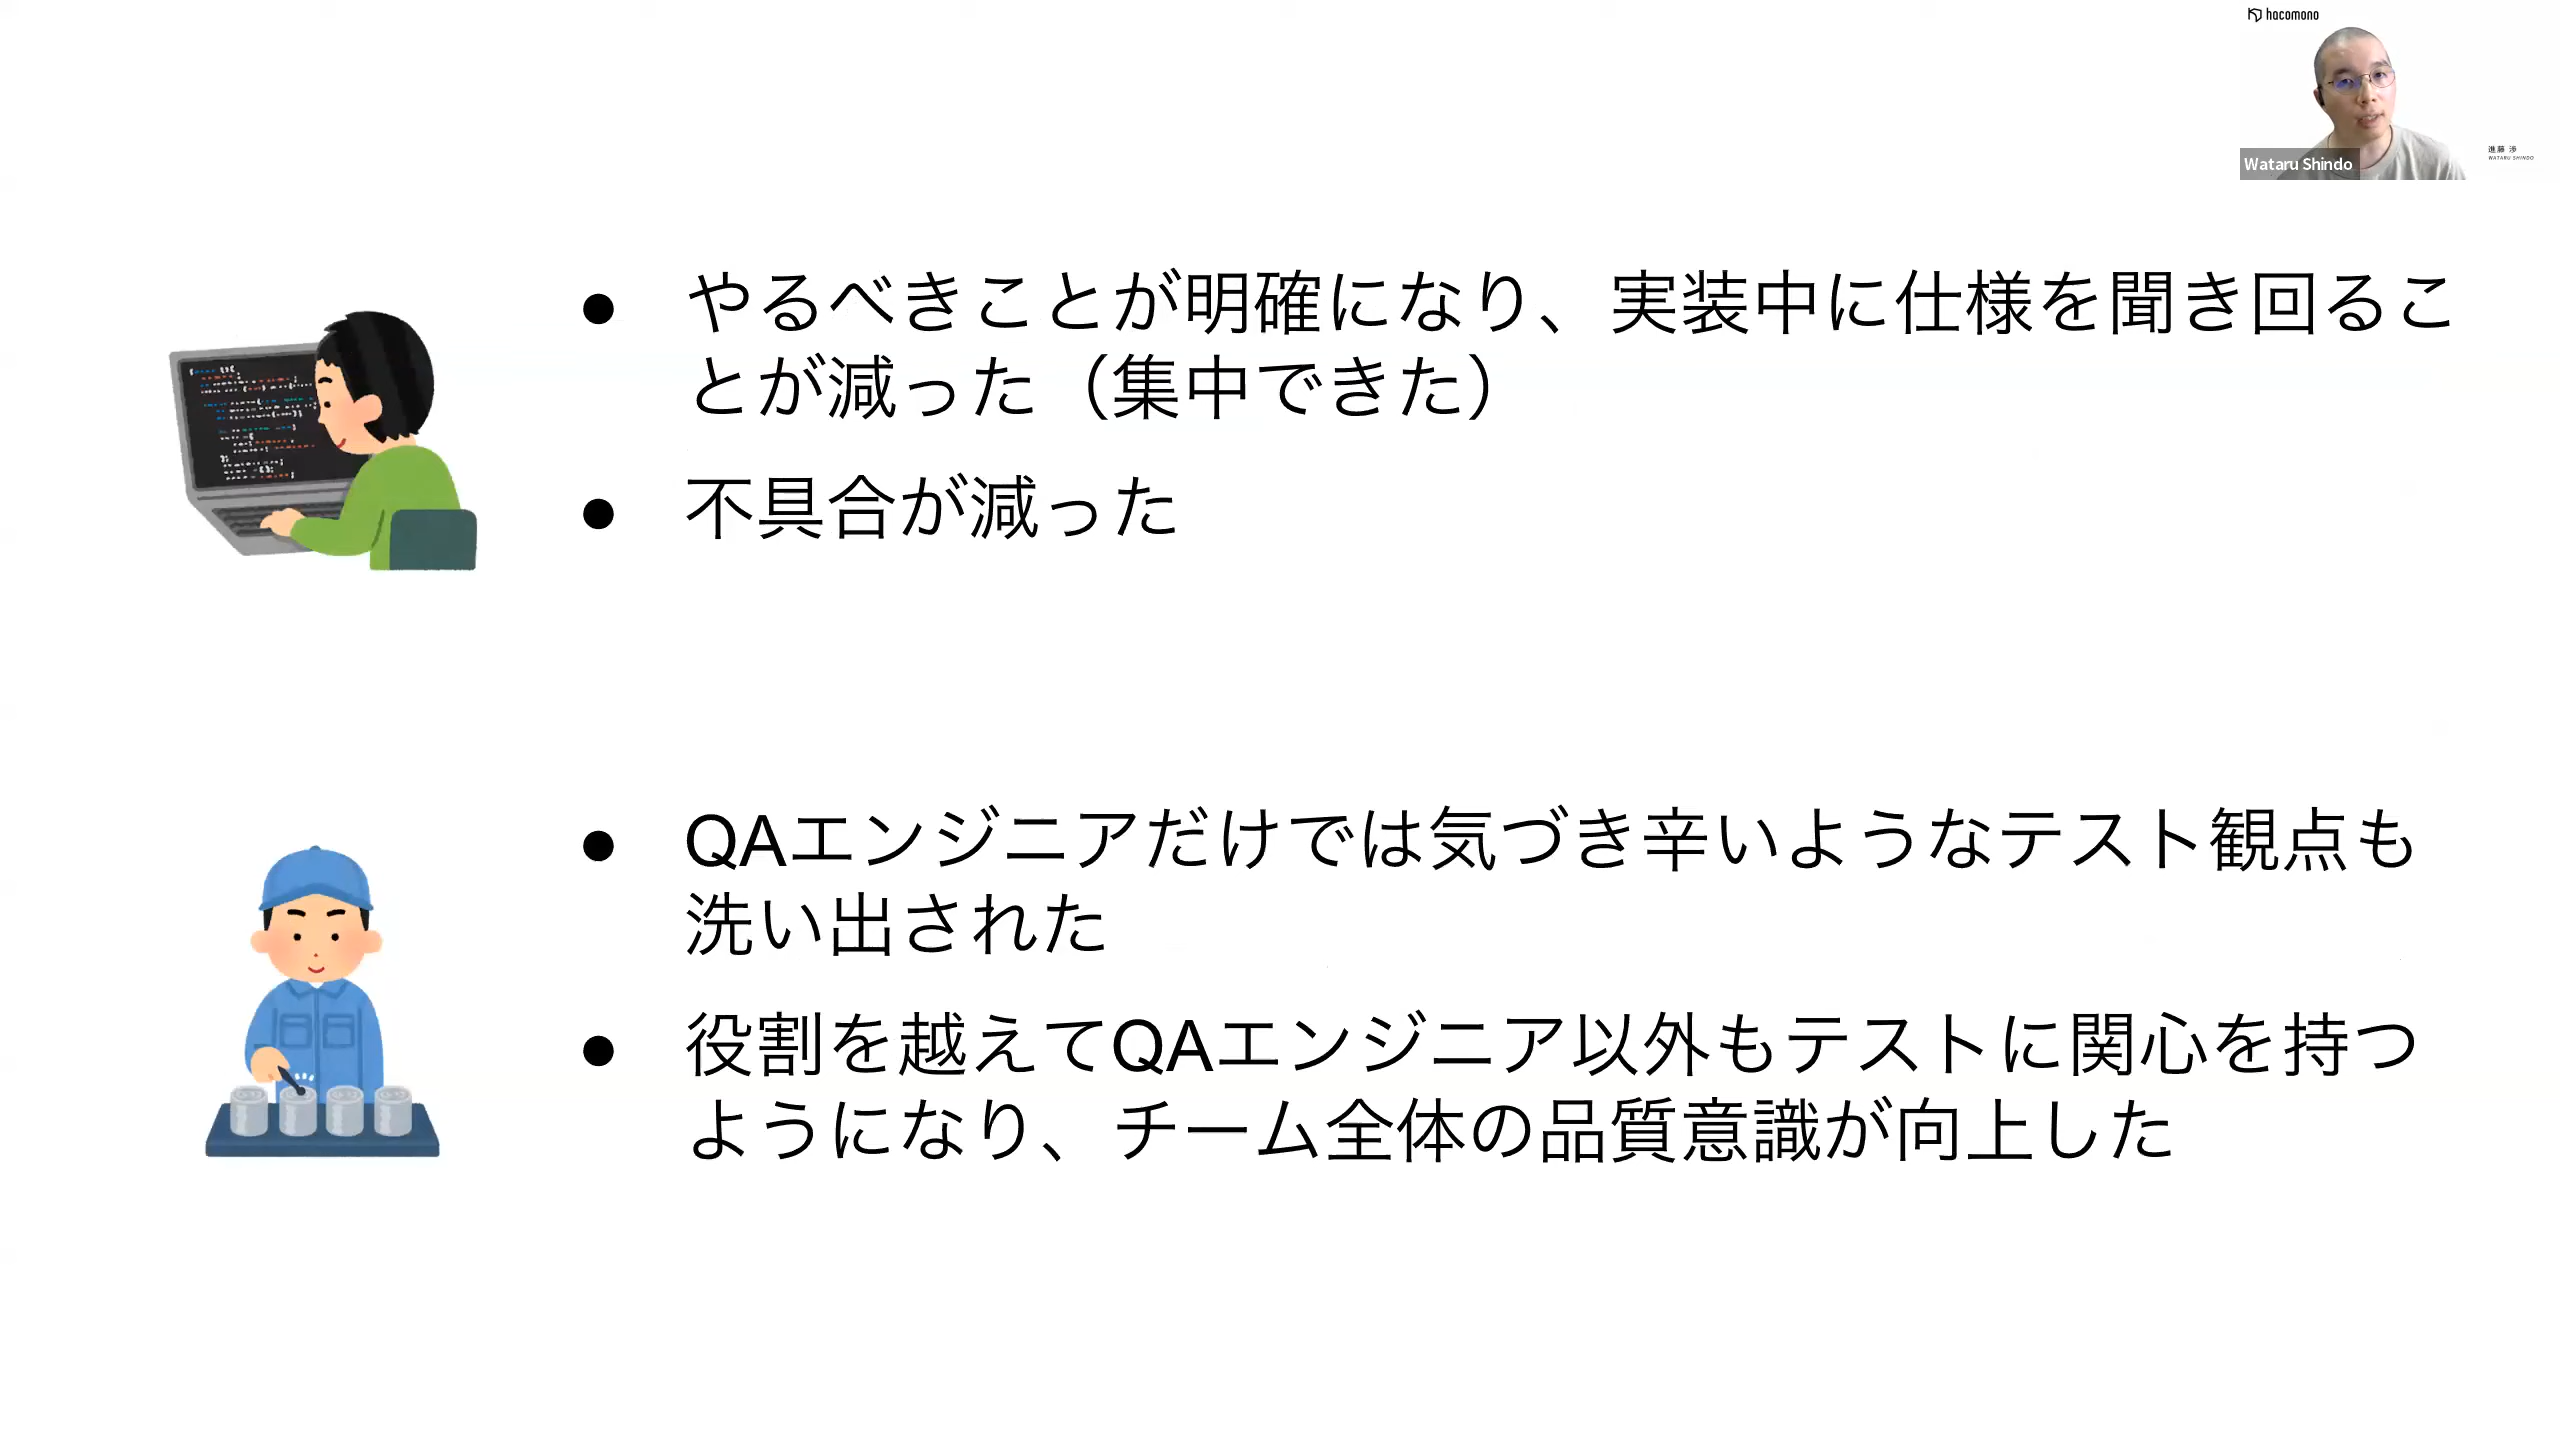 hacomono
Wataru Shindo
進藤 渉
WATARU SHINDO
● やるべきことが明確になり、実装中に仕様を聞き回るこ
とが減った（集中できた）
● 不具合が減った
● QAエンジニアだけでは気づき辛いようなテスト観点も
洗い出された
● 役割を越えてQAエンジニア以外もテストに関心を持つ
ようになり、チーム全体の品質意識が向上した